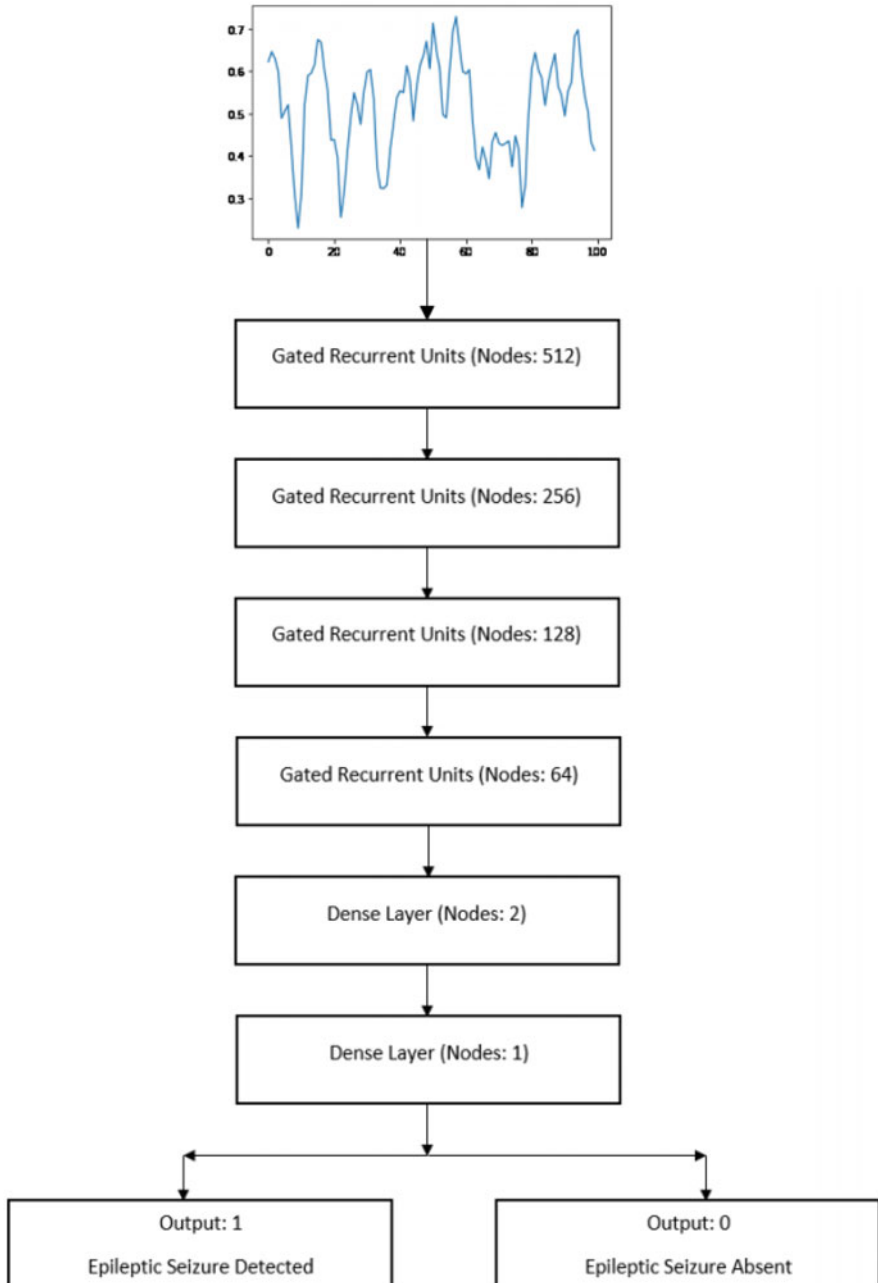 0.7
0.6
0.5
0.4
0.3
0 20 40 60 80 100
Gated Recurrent Units (Nodes: 512)
Gated Recurrent Units (Nodes: 256)
Gated Recurrent Units (Nodes: 128)
Gated Recurrent Units (Nodes: 64)
Dense Layer (Nodes: 2)
Dense Layer (Nodes: 1)
Output: 1
Epileptic Seizure Detected
Output: 0
Epileptic Seizure Absent